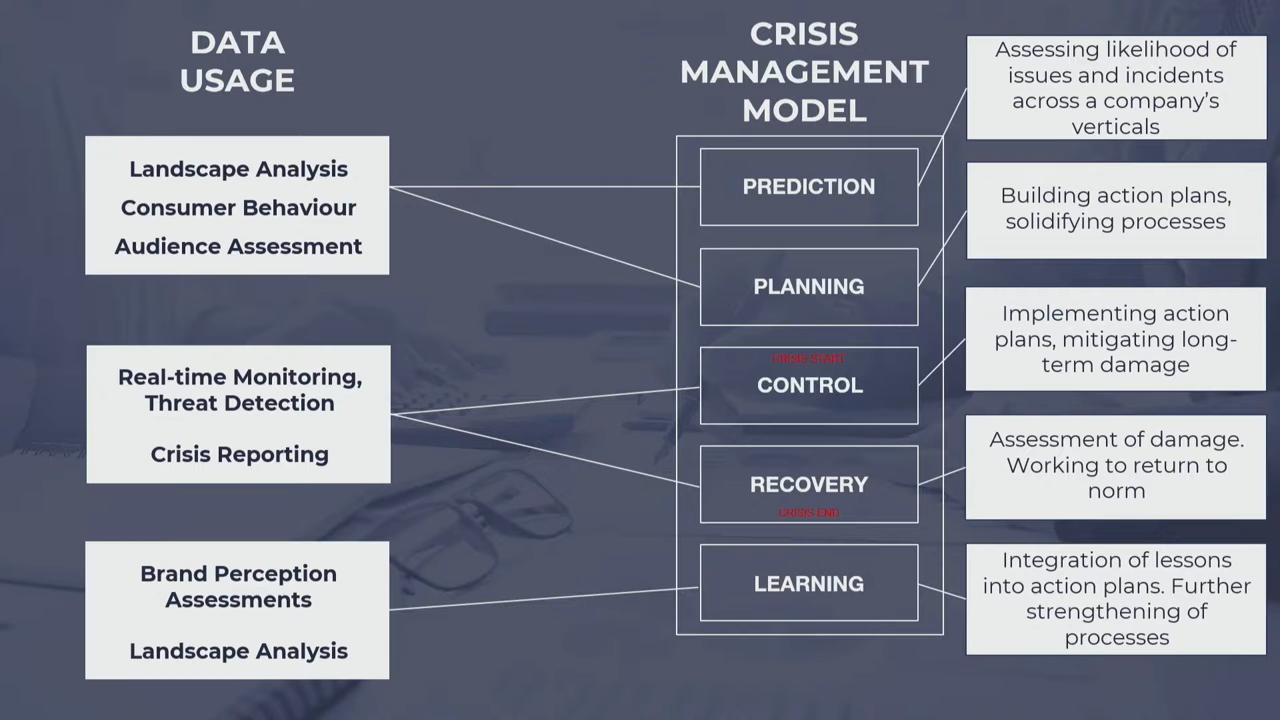 DATA
USAGE
Landscape Analysis
Consumer Behaviour
Audience Assessment
Real-time Monitoring,
Threat Detection
Crisis Reporting
Brand Perception
Assessments
Landscape Analysis
CRISIS
MANAGEMENT
MODEL
PREDICTION
PLANNING
CRISIS START
CONTROL
RECOVERY
CRISIS END
LEARNING
Assessing likelihood of
issues and incidents
across a company’s
verticals
Building action plans,
solidifying processes
Implementing action
plans, mitigating long-
term damage
Assessment of damage.
Working to return to
norm
Integration of lessons
into action plans. Further
strengthening of
processes